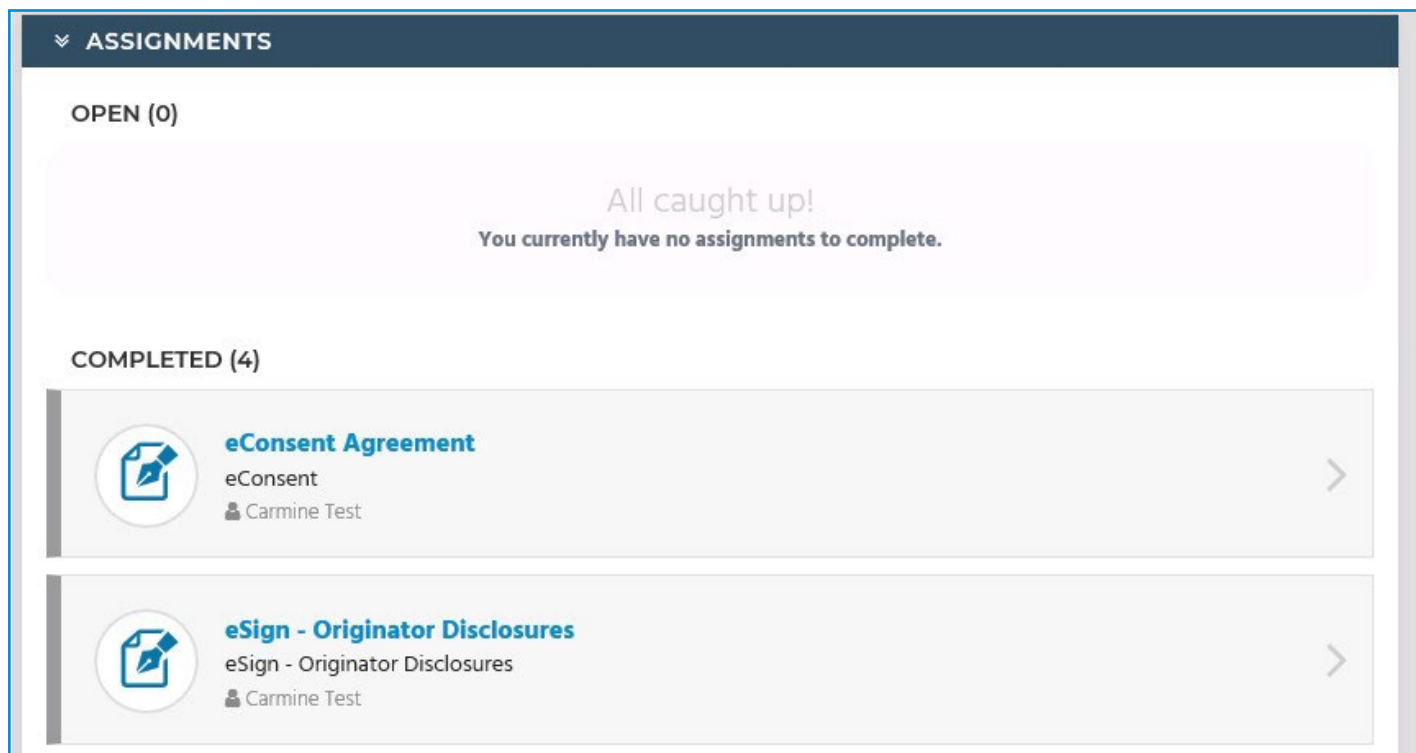 ASSIGNMENTS
OPEN (0)
All caught up!
You currently have no assignments to complete.
COMPLETED (4)
eConsent Agreement
eConsent
Carmine Test
eSign - Originator Disclosures
eSign - Originator Disclosures
Carmine Test